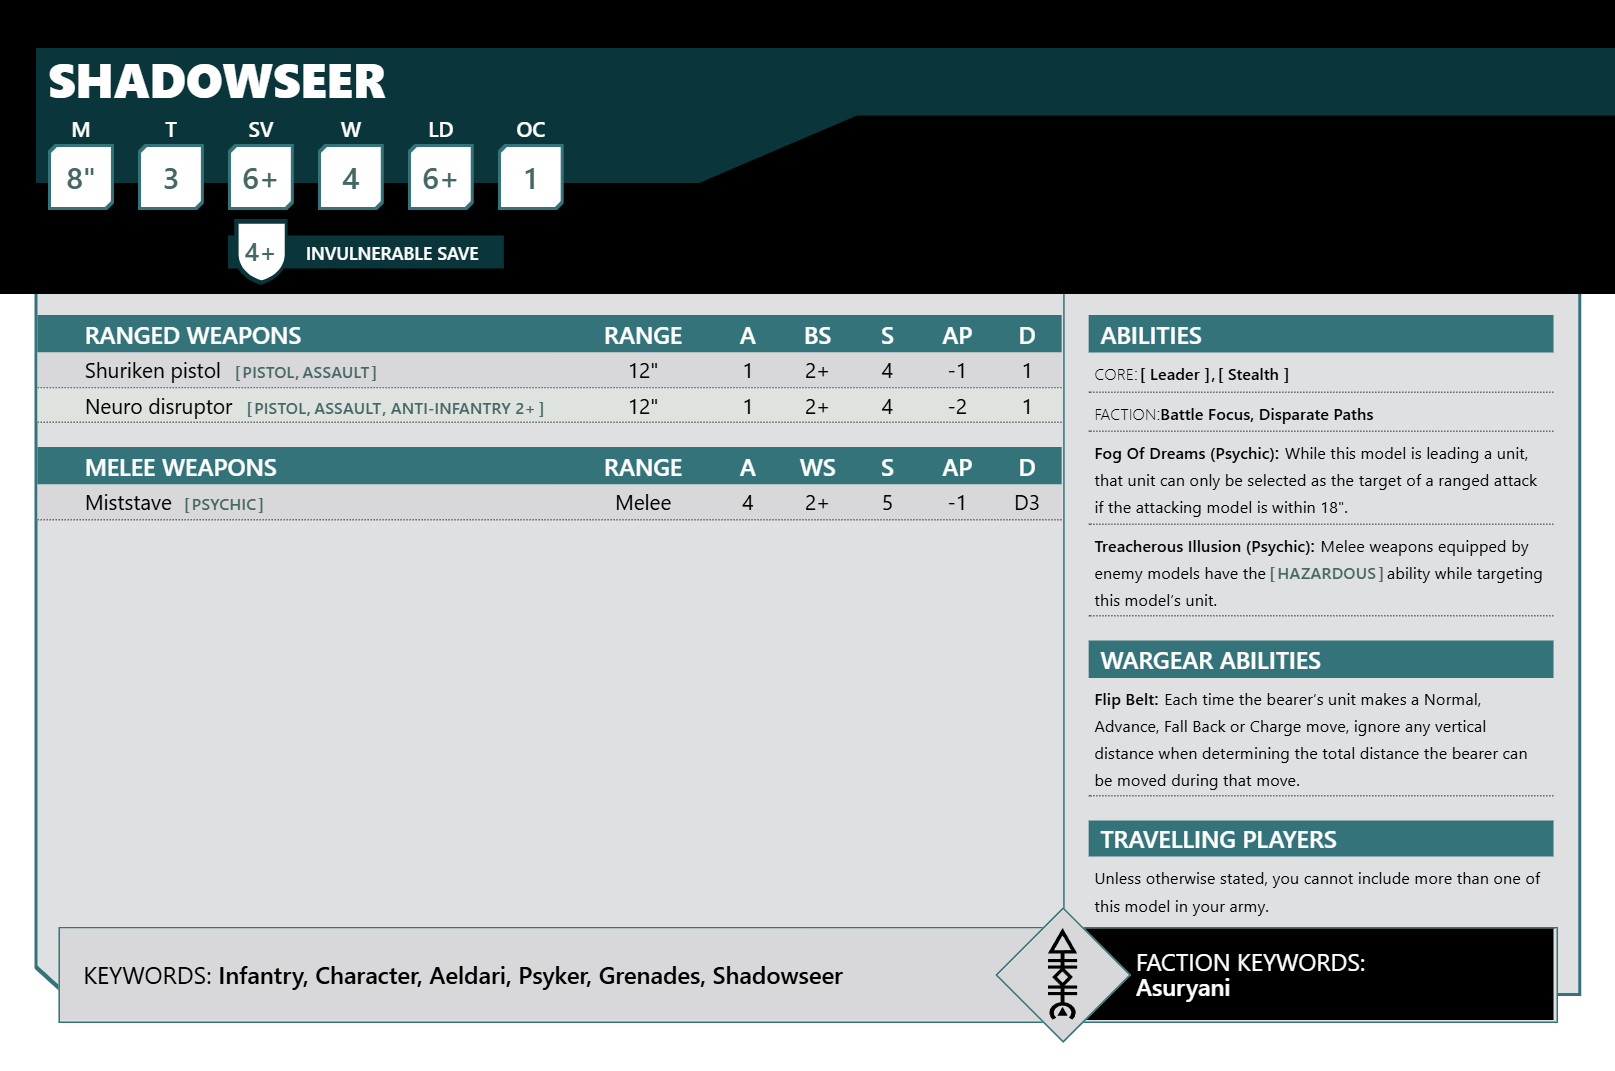 SHADOWSEER
M T SV W LD OC
8" 3 6+ 4 6+ 1
4+ INVULNERABLE SAVE
RANGED WEAPONS RANGE A BS S AP D
Shuriken pistol [PISTOL, ASSAULT] 12" 1 2+ 4 -1 1
Neuro disruptor [PISTOL, ASSAULT, ANTI-INFANTRY 2+] 12" 1 2+ 4 -2 1
MELEE WEAPONS RANGE A WS S AP D
Miststave [PSYCHIC] Melee 4 2+ 5 -1 D3
ABILITIES
CORE:[ Leader ],[ Stealth ]
FACTION:Battle Focus, Disparate Paths
Fog Of Dreams (Psychic): While this model is leading a unit,
that unit can only be selected as the target of a ranged attack
if the attacking model is within 18".
Treacherous Illusion (Psychic): Melee weapons equipped by
enemy models have the [HAZARDOUS] ability while targeting
this model's unit.
WARGEAR ABILITIES
Flip Belt: Each time the bearer's unit makes a Normal,
Advance, Fall Back or Charge move, ignore any vertical
distance when determining the total distance the bearer can
be moved during that move.
TRAVELLING PLAYERS
Unless otherwise stated, you cannot include more than one of
this model in your army.
KEYWORDS: Infantry, Character, Aeldari, Psyker, Grenades, Shadowseer
FACTION KEYWORDS:
Asuryani